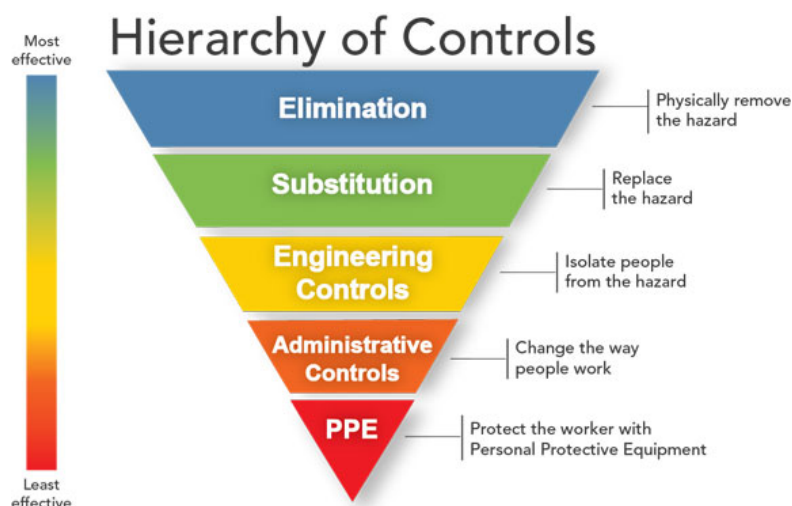 Hierarchy of Controls
Most
effective
Elimination
Physically remove
the hazard
Substitution
Replace
the hazard
Engineering
Controls
Isolate people
from the hazard
Administrative
Controls
Change the way
people work
PPE
Protect the worker with
Personal Protective Equipment
Least
effective